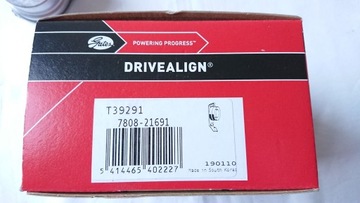 Gates
POWERING PROGRESS™
DRIVEALIGN®
T39291
7808-21691
190110
Made in South Korea
5 414465 402227